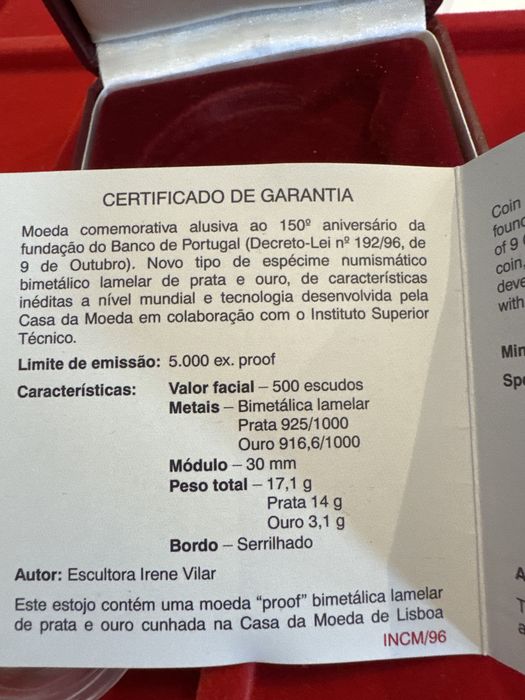 CERTIFICADO DE GARANTIA
Moeda comemorativa alusiva ao 150º aniversário da
fundação do Banco de Portugal (Decreto-Lei nº 192/96, de
9 de Outubro). Novo tipo de espécime numismático
bimetálico lamelar de prata e ouro, de características
inéditas a nível mundial e tecnologia desenvolvida pela
Casa da Moeda em colaboração com o Instituto Superior
Técnico.
Limite de emissão: 5.000 ex. proof
Características: Valor facial – 500 escudos
Metais – Bimetálica lamelar
Prata 925/1000
Ouro 916,6/1000
Módulo – 30 mm
Peso total – 17,1 g
Prata 14 g
Ouro 3,1 g
Bordo – Serrilhado
Autor: Escultora Irene Vilar
Este estojo contém uma moeda “proof” bimetálica lamelar
de prata e ouro cunhada na Casa da Moeda de Lisboa
INCM/96
Coin
of 9
coin,
with